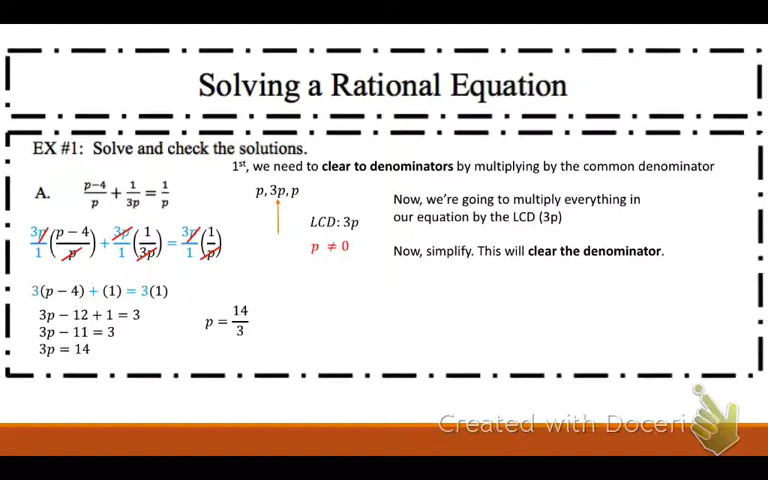 Solving a Rational Equation
EX #1: Solve and check the solutions.
1st, we need to clear to denominators by multiplying by the common denominator
A. p−4/p + 1/3p = 1/p
p, 3p, p
Now, we're going to multiply everything in
our equation by the LCD (3p)
LCD: 3p
3p/1 (p − 4/p) + 3p/1 (1/3p) = 3p/1 (1/p)
p ≠ 0
Now, simplify. This will clear the denominator.
3(p − 4) + (1) = 3(1)
3p − 12 + 1 = 3
3p − 11 = 3
3p = 14
p = 14/3
Created with Doceri